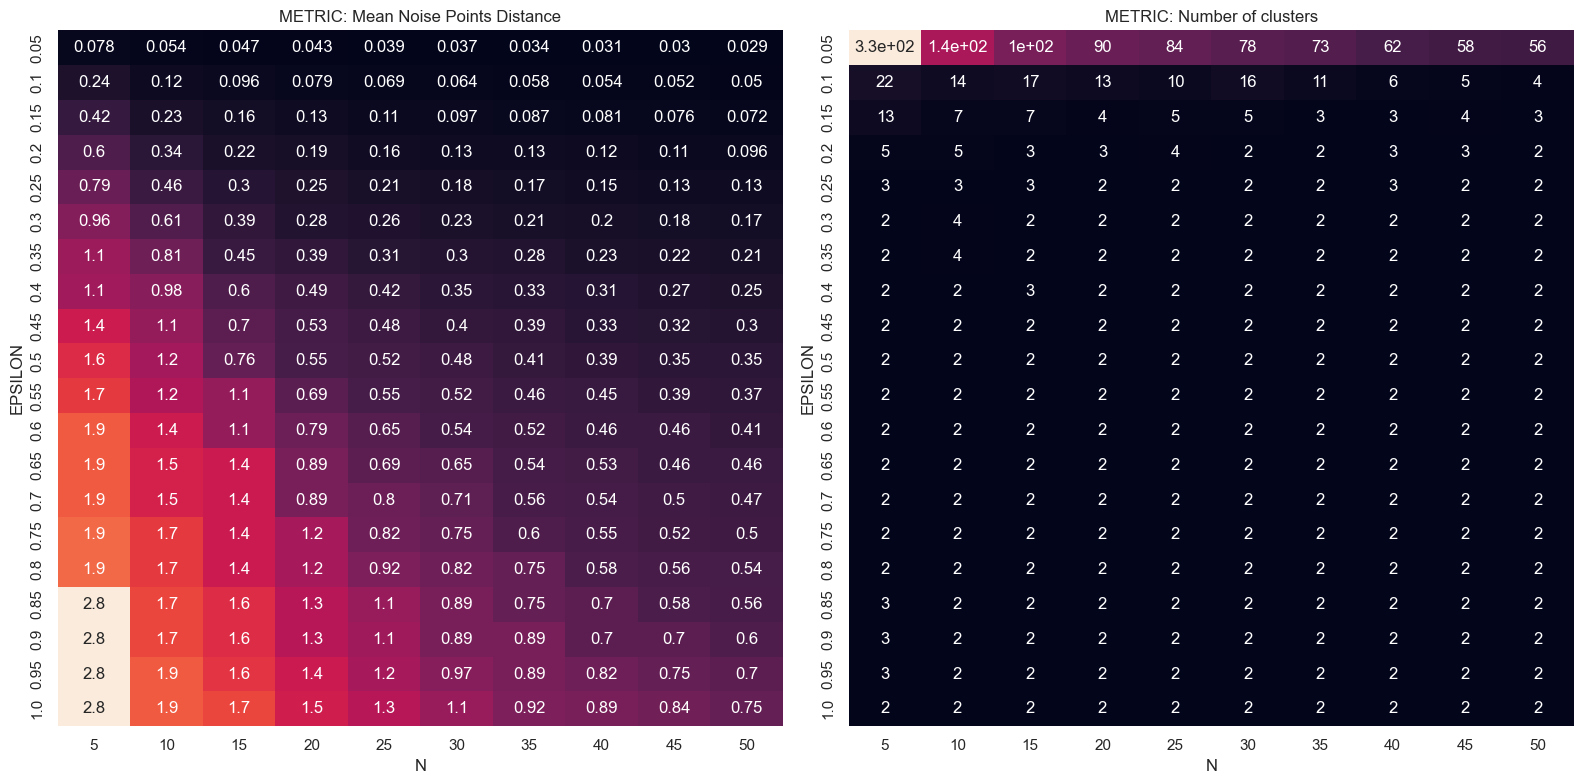 METRIC: Mean Noise Points Distance
EPSILON
0.05 0.078 0.054 0.047 0.043 0.039 0.037 0.034 0.031 0.03 0.029
0.1 0.24 0.12 0.096 0.079 0.069 0.064 0.058 0.054 0.052 0.05
0.15 0.42 0.23 0.16 0.13 0.11 0.097 0.087 0.081 0.076 0.072
0.2 0.6 0.34 0.22 0.19 0.16 0.13 0.13 0.12 0.11 0.096
0.25 0.79 0.46 0.3 0.25 0.21 0.18 0.17 0.15 0.13 0.13
0.3 0.96 0.61 0.39 0.28 0.26 0.23 0.21 0.2 0.18 0.17
0.35 1.1 0.81 0.45 0.39 0.31 0.3 0.28 0.23 0.22 0.21
0.4 1.1 0.98 0.6 0.49 0.42 0.35 0.33 0.31 0.27 0.25
0.45 1.4 1.1 0.7 0.53 0.48 0.4 0.39 0.33 0.32 0.3
0.5 1.6 1.2 0.76 0.55 0.52 0.48 0.41 0.39 0.35 0.35
0.55 1.7 1.2 1.1 0.69 0.55 0.52 0.46 0.45 0.39 0.37
0.6 1.9 1.4 1.1 0.79 0.65 0.54 0.52 0.46 0.46 0.41
0.65 1.9 1.5 1.4 0.89 0.69 0.65 0.54 0.53 0.46 0.46
0.7 1.9 1.5 1.4 0.89 0.8 0.71 0.56 0.54 0.5 0.47
0.75 1.9 1.7 1.4 1.2 0.82 0.75 0.6 0.55 0.52 0.5
0.8 1.9 1.7 1.4 1.2 0.92 0.82 0.75 0.58 0.56 0.54
0.85 2.8 1.7 1.6 1.3 1.1 0.89 0.75 0.7 0.58 0.56
0.9 2.8 1.7 1.6 1.3 1.1 0.89 0.89 0.7 0.7 0.6
0.95 2.8 1.9 1.6 1.4 1.2 0.97 0.89 0.82 0.75 0.7
1.0 2.8 1.9 1.7 1.5 1.3 1.1 0.92 0.89 0.84 0.75
5 10 15 20 25 30 35 40 45 50
N
METRIC: Number of clusters
EPSILON
0.05 3.3e+02 1.4e+02 1e+02 90 84 78 73 62 58 56
0.1 22 14 17 13 10 16 11 6 5 4
0.15 13 7 7 4 5 5 3 3 4 3
0.2 5 5 3 3 4 2 2 3 3 2
0.25 3 3 3 2 2 2 2 3 2 2
0.3 2 4 2 2 2 2 2 2 2 2
0.35 2 4 2 2 2 2 2 2 2 2
0.4 2 2 3 2 2 2 2 2 2 2
0.45 2 2 2 2 2 2 2 2 2 2
0.5 2 2 2 2 2 2 2 2 2 2
0.55 2 2 2 2 2 2 2 2 2 2
0.6 2 2 2 2 2 2 2 2 2 2
0.65 2 2 2 2 2 2 2 2 2 2
0.7 2 2 2 2 2 2 2 2 2 2
0.75 2 2 2 2 2 2 2 2 2 2
0.8 2 2 2 2 2 2 2 2 2 2
0.85 3 2 2 2 2 2 2 2 2 2
0.9 3 2 2 2 2 2 2 2 2 2
0.95 3 2 2 2 2 2 2 2 2 2
1.0 2 2 2 2 2 2 2 2 2 2
5 10 15 20 25 30 35 40 45 50
N